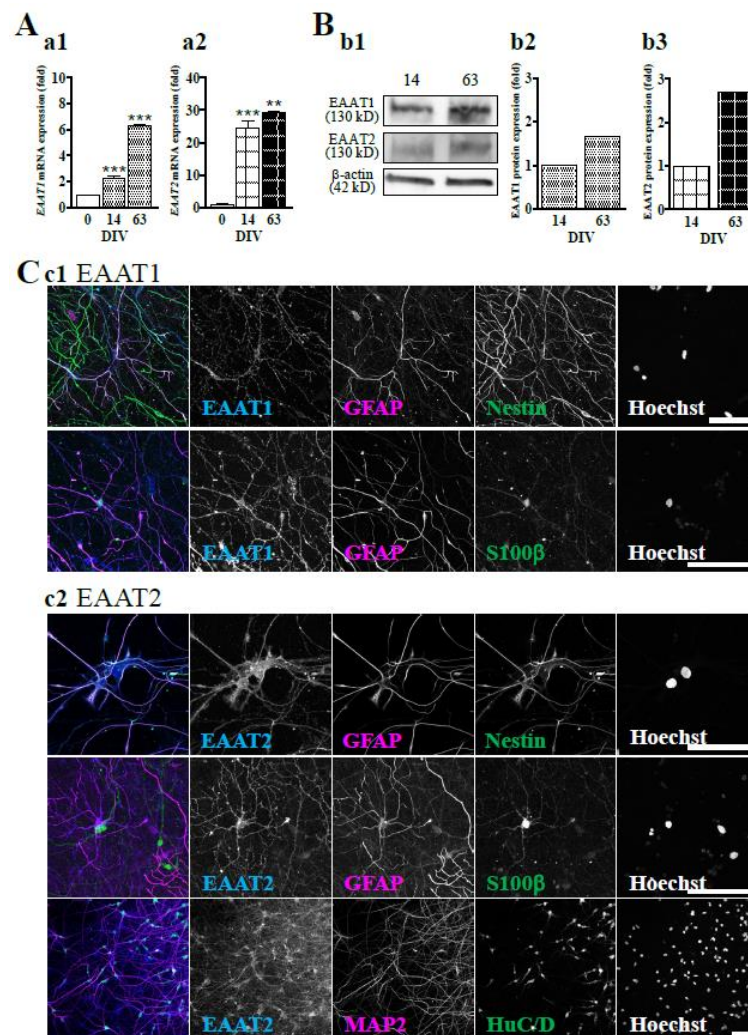 A
a1
EAAT1 mRNA expression (fold)
10
8
6
4
2
0
***
***
0 14 63
DIV
a2
EAAT2 mRNA expression (fold)
40
30
20
10
0
***
**
0 14 63
DIV
B
b1
14 63
EAAT1
(130 kD)
EAAT2
(130 kD)
β-actin
(42 kD)
b2
EAAT1 protein expression (fold)
3
2
1
0
14 63
DIV
b3
EAAT2 protein expression (fold)
3
2
1
0
14 63
DIV
C
c1 EAAT1
EAAT1 GFAP Nestin Hoechst
EAAT1 GFAP S100β Hoechst
c2 EAAT2
EAAT2 GFAP Nestin Hoechst
EAAT2 GFAP S100β Hoechst
EAAT2 MAP2 HuC/D Hoechst